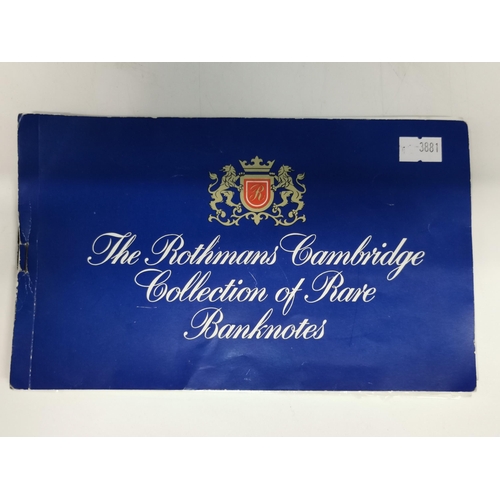 3881
R
The Rothmans Cambridge
Collection of Rare
Banknotes